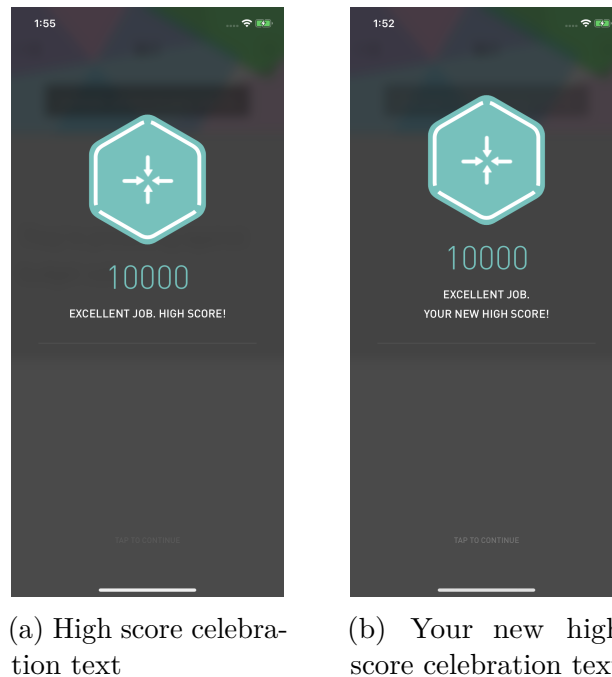 1:55
10000
EXCELLENT JOB. HIGH SCORE!
TAP TO CONTINUE
(a) High score celebra-
tion text
1:52
10000
EXCELLENT JOB.
YOUR NEW HIGH SCORE!
TAP TO CONTINUE
(b) Your new high
score celebration text